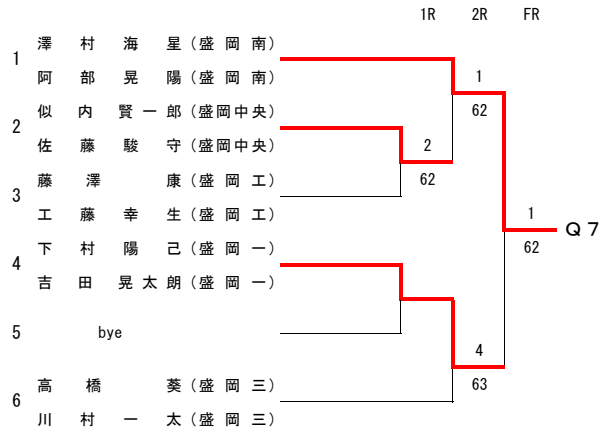 1R 2R FR
1 澤村海星(盛岡南)
阿部晃陽(盛岡南)
1
62
2 似内賢一郎(盛岡中央)
佐藤駿守(盛岡中央)
2
62
3 藤澤康(盛岡工)
工藤幸生(盛岡工)
1
62
Q7
4 下村陽己(盛岡一)
吉田晃太朗(盛岡一)
5 bye
4
63
6 高橋葵(盛岡三)
川村一太(盛岡三)